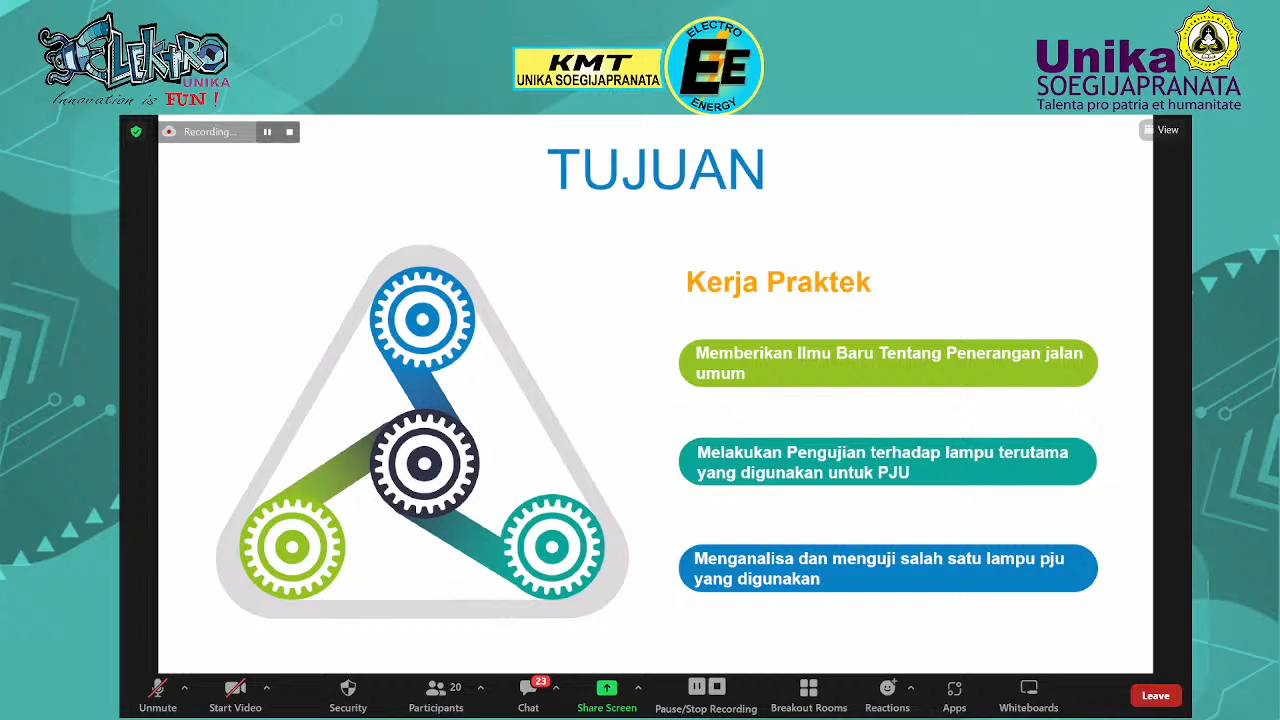 ELEKTRO
UNIKA
Innovation is FUN !
KMT
UNIKA SOEGIJAPRANATA
ELECTRO
EE
ENERGY
Unika
SOEGIJAPRANATA
Talenta pro patria et humanitate
Recording...
View
TUJUAN
Kerja Praktek
Memberikan Ilmu Baru Tentang Penerangan jalan
umum
Melakukan Pengujian terhadap lampu terutama
yang digunakan untuk PJU
Menganalisa dan menguji salah satu lampu pju
yang digunakan
20
23
Unmute
Start Video
Security
Participants
Chat
Share Screen
Pause/Stop Recording
Breakout Rooms
Reactions
Apps
Whiteboards
Leave